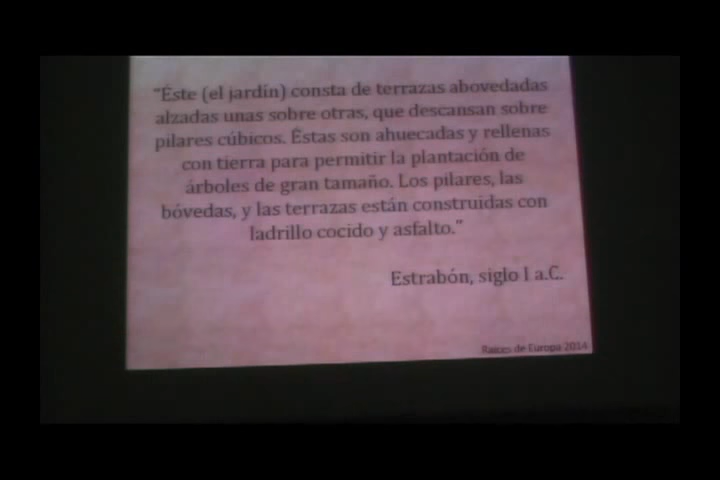 "Éste (el jardín) consta de terrazas abovedadas
alzadas unas sobre otras, que descansan sobre
pilares cúbicos. Éstas son ahuecadas y rellenas
con tierra para permitir la plantación de
árboles de gran tamaño. Los pilares, las
bóvedas, y las terrazas están construidas con
ladrillo cocido y asfalto."
Estrabón, siglo I a.C.
Raíces de Europa 2014